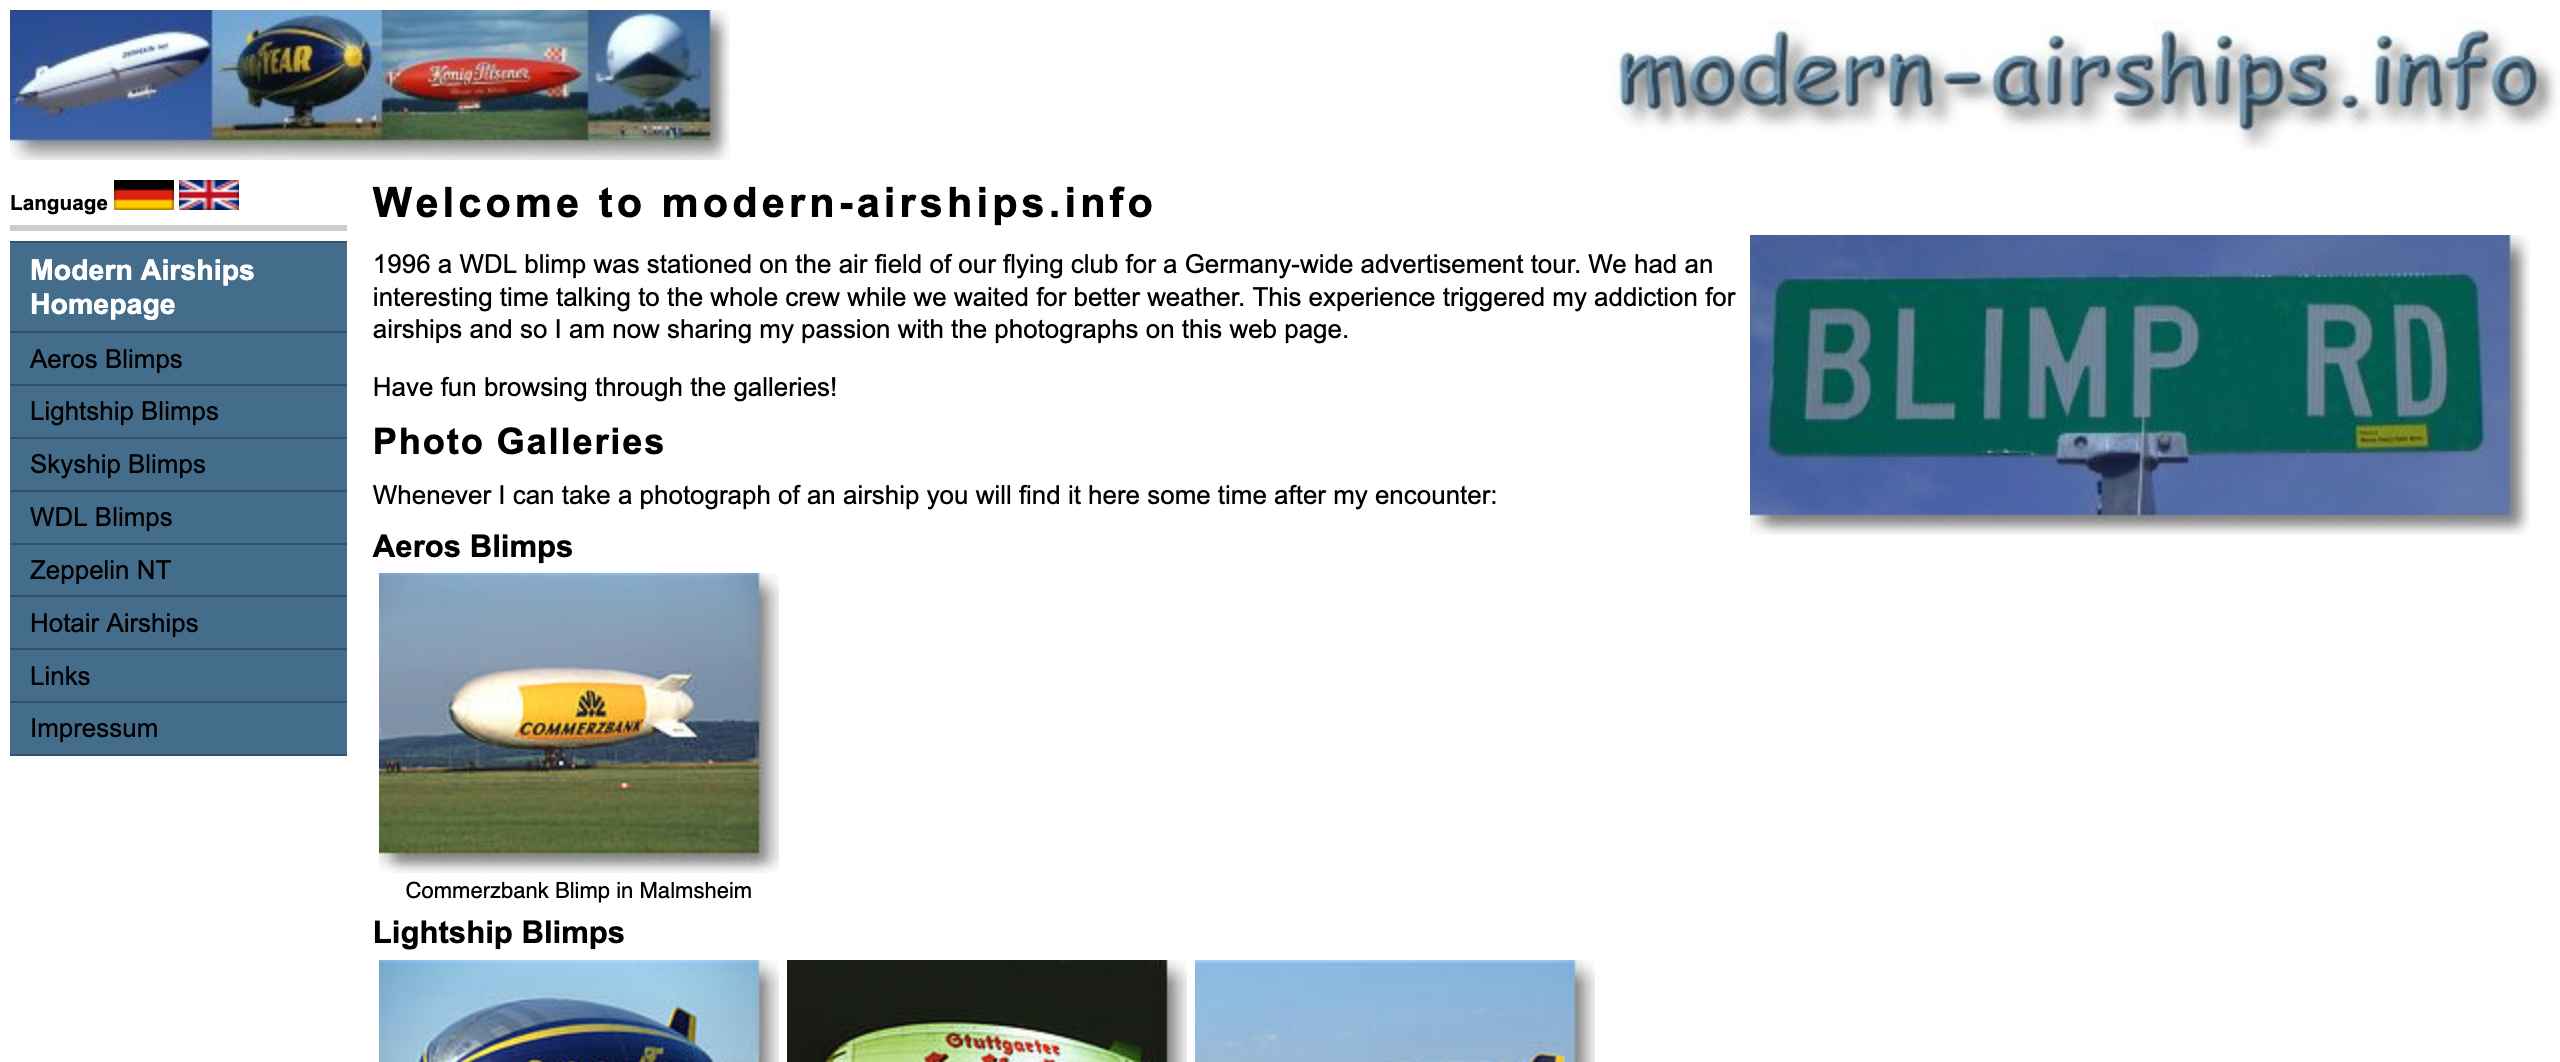 ZEPPELIN NT
YEAR
König Pilsener
modern-airships.info
Language
Welcome to modern-airships.info
1996 a WDL blimp was stationed on the air field of our flying club for a Germany-wide advertisement tour. We had an
interesting time talking to the whole crew while we waited for better weather. This experience triggered my addiction for
airships and so I am now sharing my passion with the photographs on this web page.
Have fun browsing through the galleries!
BLIMP RD
Modern Airships
Homepage
Aeros Blimps
Lightship Blimps
Skyship Blimps
WDL Blimps
Zeppelin NT
Hotair Airships
Links
Impressum
Photo Galleries
Whenever I can take a photograph of an airship you will find it here some time after my encounter:
Aeros Blimps
COMMERZBANK
Commerzbank Blimp in Malmsheim
Lightship Blimps
Stuttgarter